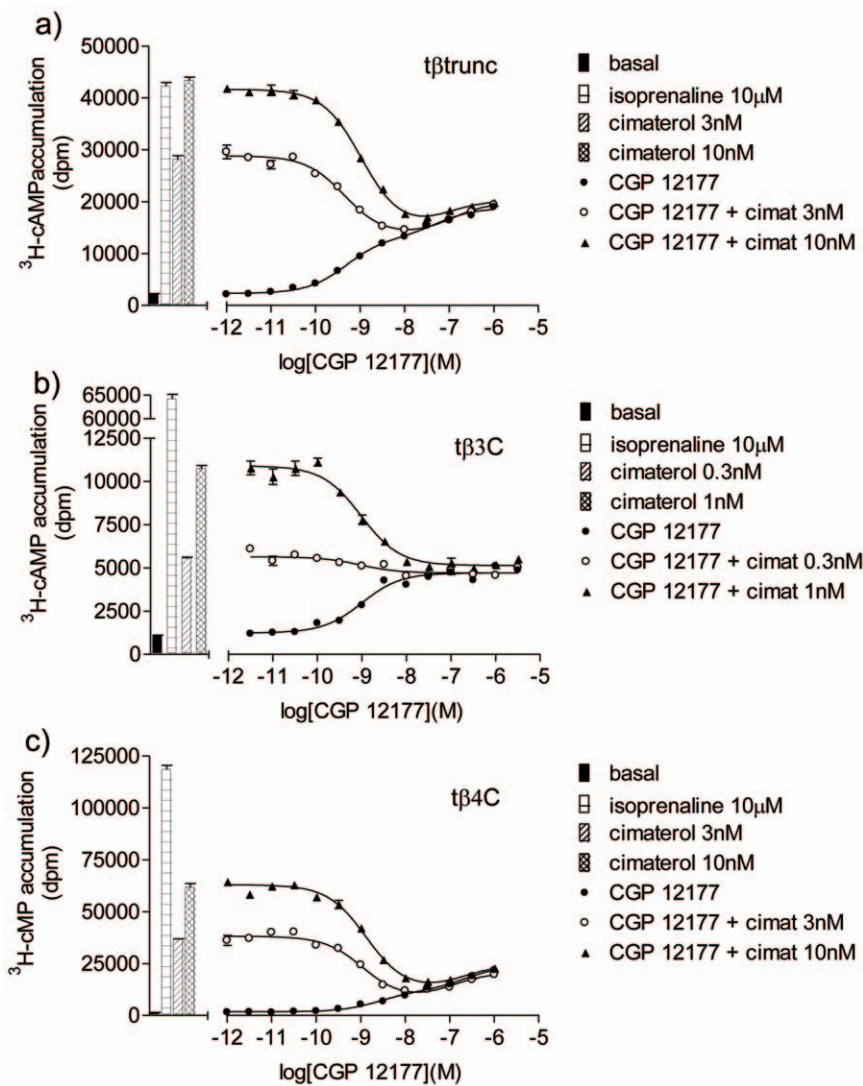 a)
50000
40000
30000
20000
10000
0
³H-cAMPaccumulation
(dpm)
tβtrunc
-12 -11 -10 -9 -8 -7 -6 -5
log[CGP 12177](M)
basal
isoprenaline 10μM
cimaterol 3nM
cimaterol 10nM
CGP 12177
CGP 12177 + cimat 3nM
CGP 12177 + cimat 10nM
b)
65000
60000
12500
10000
7500
5000
2500
0
³H-cAMP accumulation
(dpm)
tβ3C
-12 -11 -10 -9 -8 -7 -6 -5
log[CGP 12177](M)
basal
isoprenaline 10μM
cimaterol 0.3nM
cimaterol 1nM
CGP 12177
CGP 12177 + cimat 0.3nM
CGP 12177 + cimat 1nM
c)
125000
100000
75000
50000
25000
0
³H-cMP accumulation
(dpm)
tβ4C
-12 -11 -10 -9 -8 -7 -6 -5
log[CGP 12177](M)
basal
isoprenaline 10μM
cimaterol 3nM
cimaterol 10nM
CGP 12177
CGP 12177 + cimat 3nM
CGP 12177 + cimat 10nM